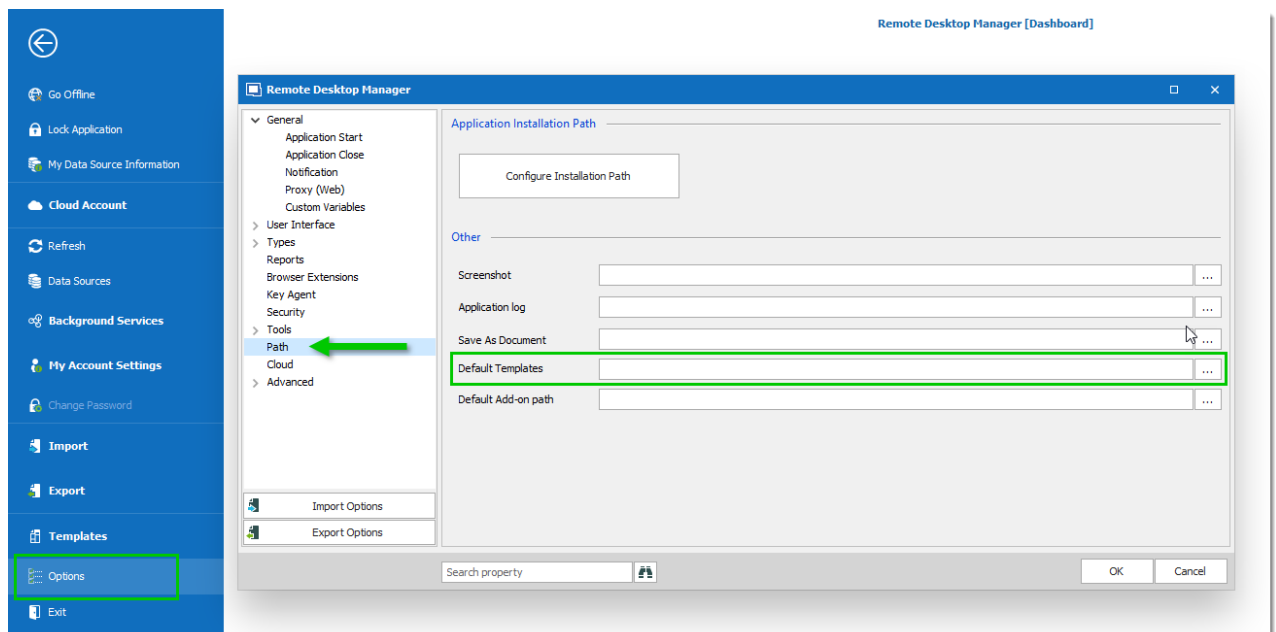 Remote Desktop Manager [Dashboard]
Go Offline
Lock Application
My Data Source Information
Cloud Account
Refresh
Data Sources
Background Services
My Account Settings
Change Password
Import
Export
Templates
Options
Exit
Remote Desktop Manager
General
Application Start
Application Close
Notification
Proxy (Web)
Custom Variables
User Interface
Types
Reports
Browser Extensions
Key Agent
Security
Tools
Path
Cloud
Advanced
Import Options
Export Options
Application Installation Path
Configure Installation Path
Other
Screenshot ...
Application log ...
Save As Document ...
Default Templates ...
Default Add-on path ...
Search property
OK Cancel